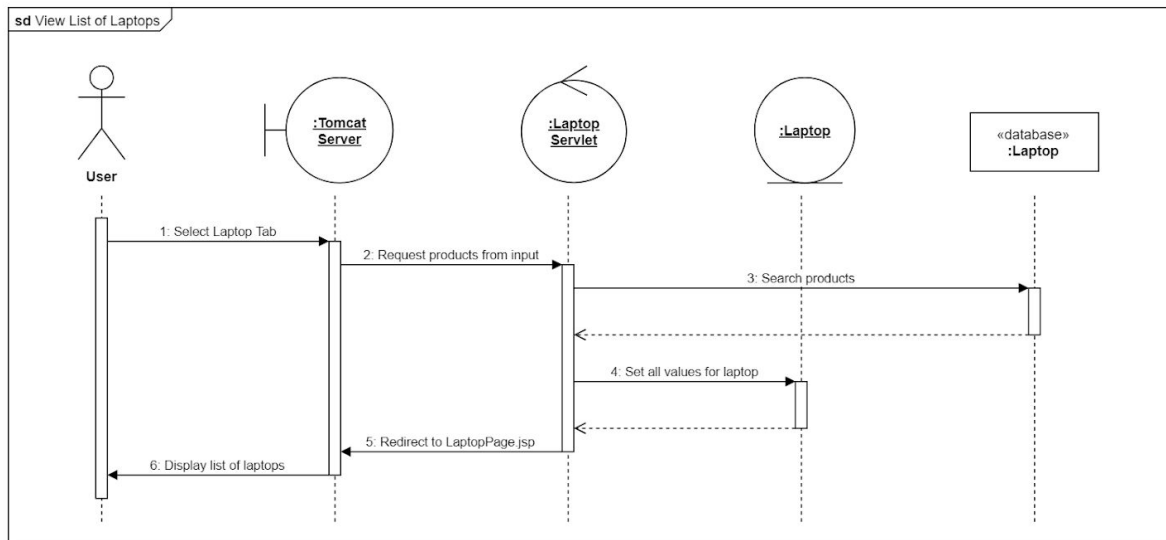 sd View List of Laptops
:Tomcat
Server
:Laptop
Servlet
:Laptop
«database»
:Laptop
User
1: Select Laptop Tab
2: Request products from input
3: Search products
4: Set all values for laptop
5: Redirect to LaptopPage.jsp
6: Display list of laptops